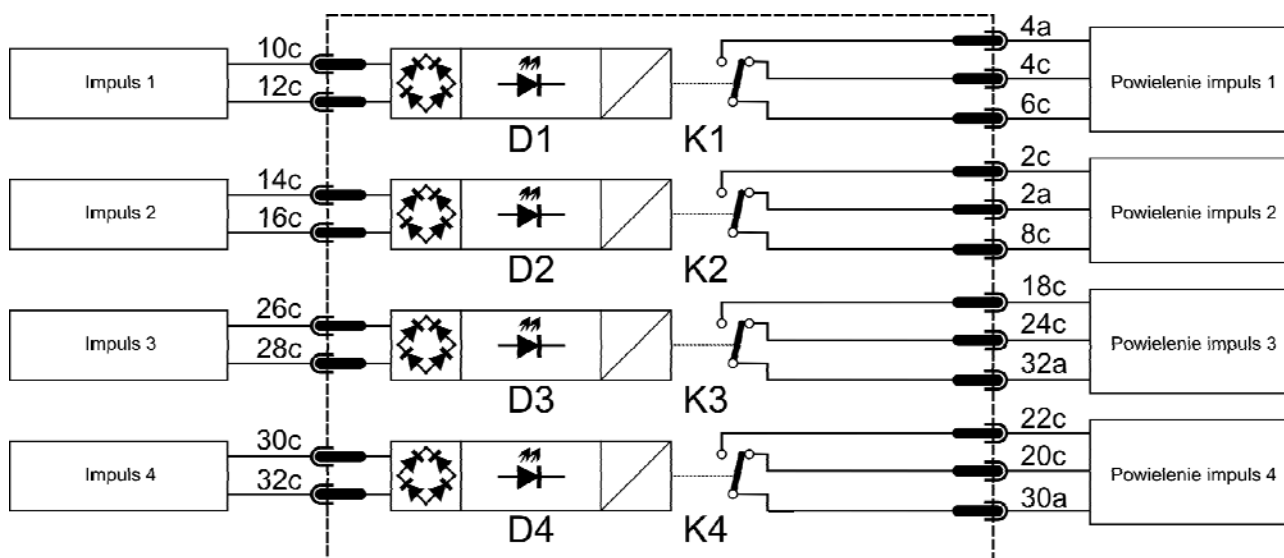 10c
4a
Impuls 1
4c
Powielenie impuls 1
12c
6c
D1
K1
14c
2c
Impuls 2
2a
Powielenie impuls 2
16c
8c
D2
K2
26c
18c
Impuls 3
24c
Powielenie impuls 3
28c
32a
D3
K3
30c
22c
Impuls 4
20c
Powielenie impuls 4
32c
30a
D4
K4